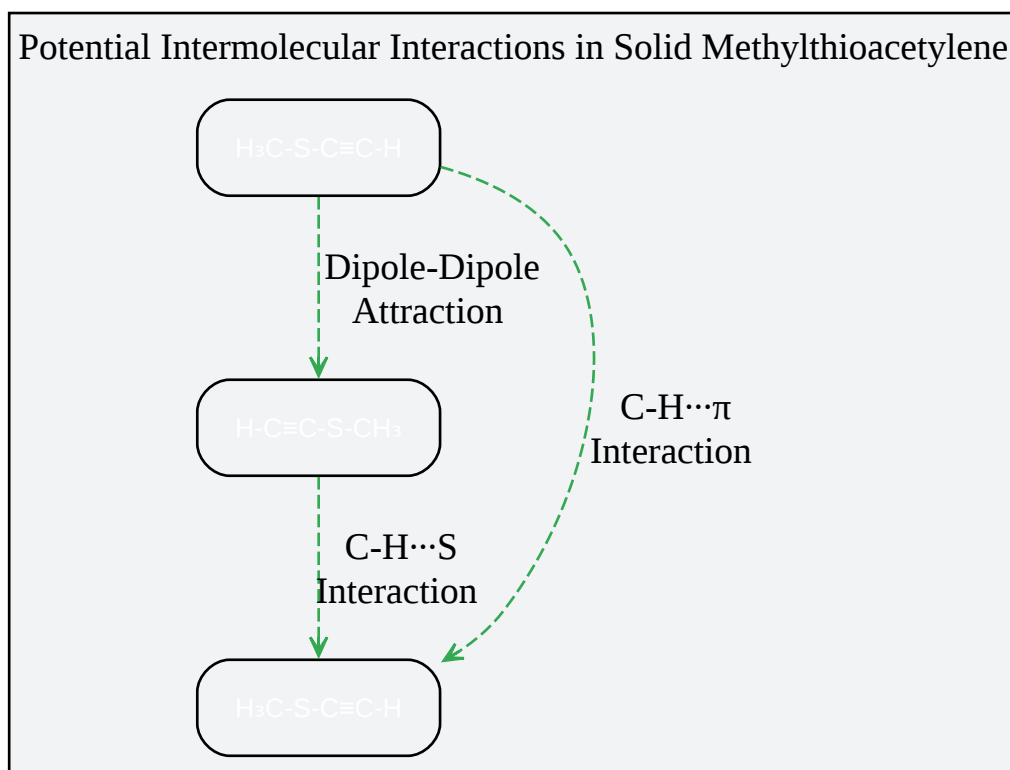 Potential Intermolecular Interactions in Solid Methylthioacetylene
H₃C-S-C≡C-H
Dipole-Dipole
Attraction
H-C≡C-S-CH₃
C-H···π
Interaction
C-H···S
Interaction
H₃C-S-C≡C-H